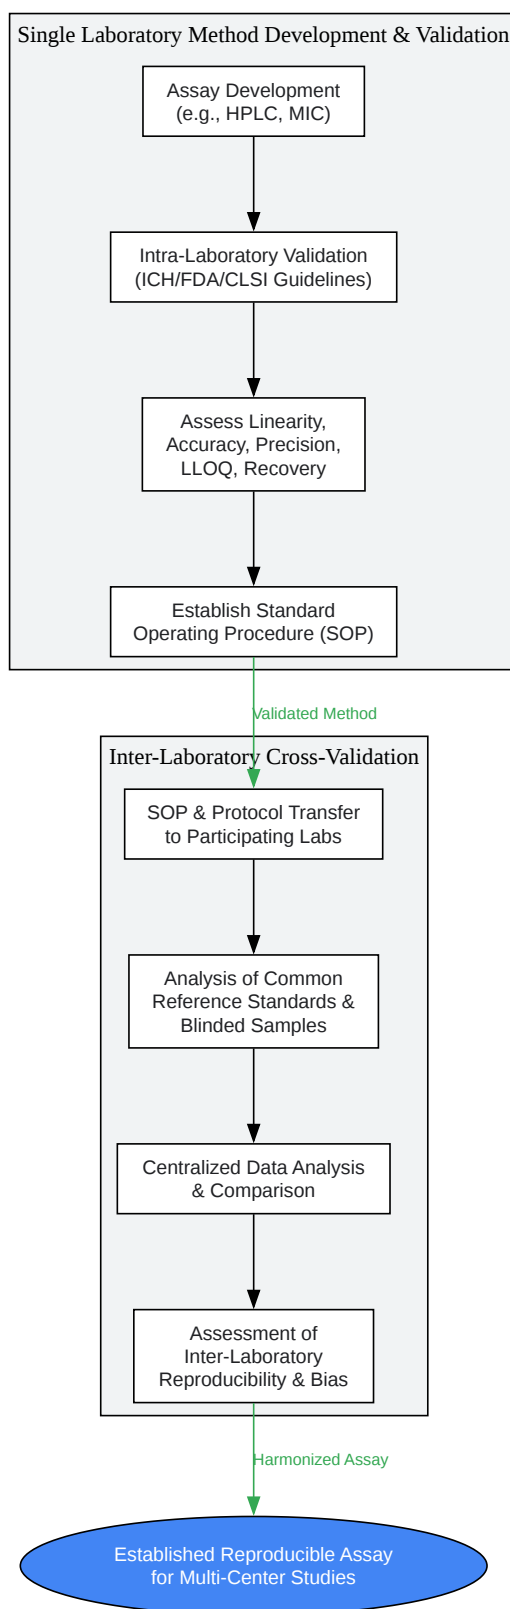 Single Laboratory Method Development & Validation
Assay Development
(e.g., HPLC, MIC)
Intra-Laboratory Validation
(ICH/FDA/CLSI Guidelines)
Assess Linearity,
Accuracy, Precision,
LLOQ, Recovery
Establish Standard
Operating Procedure (SOP)
Validated Method
Inter-Laboratory Cross-Validation
SOP & Protocol Transfer
to Participating Labs
Analysis of Common
Reference Standards &
Blinded Samples
Centralized Data Analysis
& Comparison
Assessment of
Inter-Laboratory
Reproducibility & Bias
Harmonized Assay
Established Reproducible Assay
for Multi-Center Studies